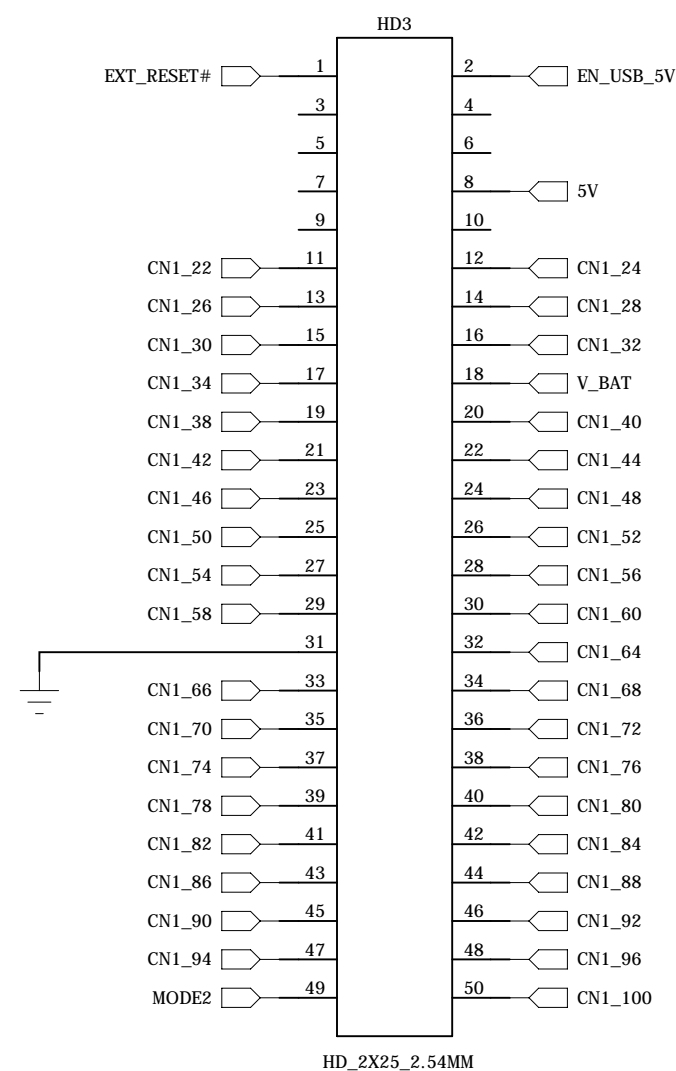 HD3
EXT_RESET# 1 2 EN_USB_5V
3 4
5 6
7 8 5V
9 10
CN1_22 11 12 CN1_24
CN1_26 13 14 CN1_28
CN1_30 15 16 CN1_32
CN1_34 17 18 V_BAT
CN1_38 19 20 CN1_40
CN1_42 21 22 CN1_44
CN1_46 23 24 CN1_48
CN1_50 25 26 CN1_52
CN1_54 27 28 CN1_56
CN1_58 29 30 CN1_60
31 32 CN1_64
CN1_66 33 34 CN1_68
CN1_70 35 36 CN1_72
CN1_74 37 38 CN1_76
CN1_78 39 40 CN1_80
CN1_82 41 42 CN1_84
CN1_86 43 44 CN1_88
CN1_90 45 46 CN1_92
CN1_94 47 48 CN1_96
MODE2 49 50 CN1_100
HD_2X25_2.54MM